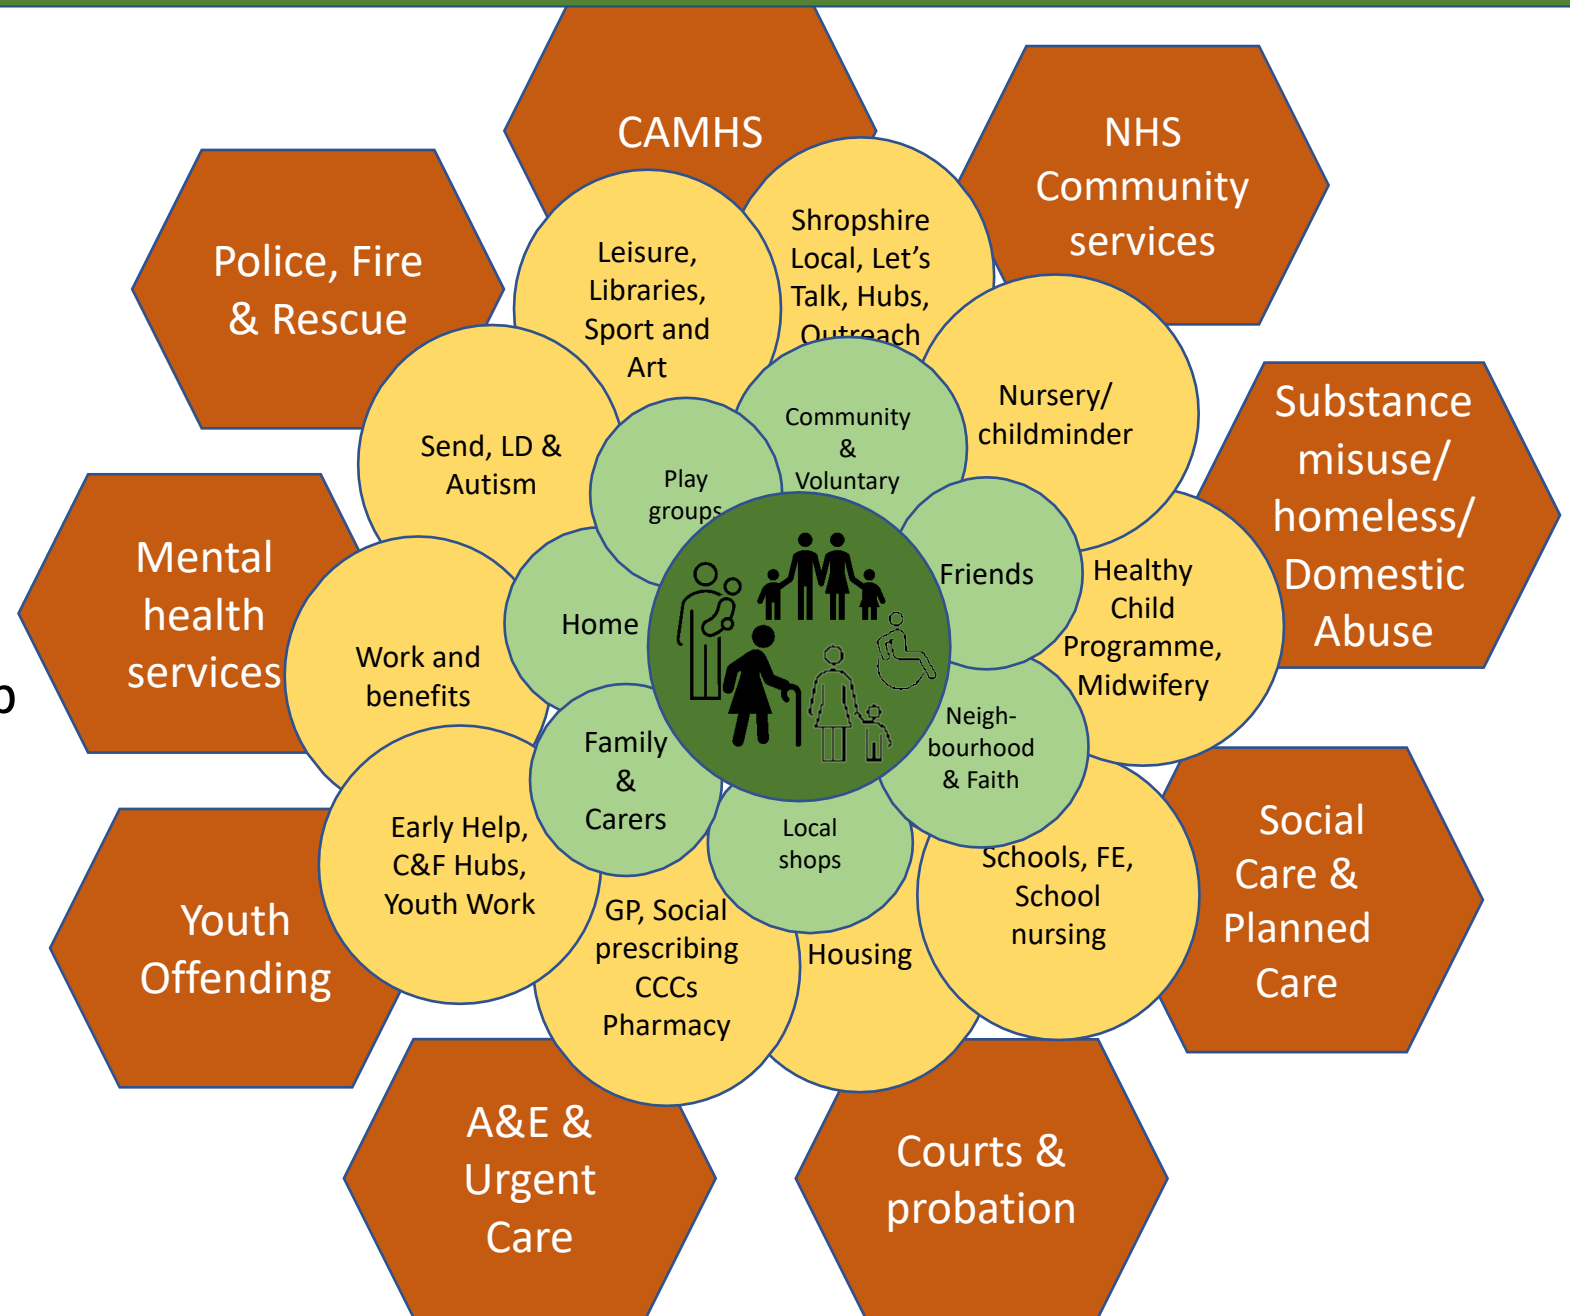 CAMHS
NHS
Community
services
Police, Fire
& Rescue
Shropshire
Local, Let’s
Talk, Hubs,
Outreach
Leisure,
Libraries,
Sport and
Art
Nursery/
childminder
Substance
misuse/
homeless/
Domestic
Abuse
Send, LD &
Autism
Community
&
Voluntary
Play
groups
Mental
health
services
Friends
Healthy
Child
Programme,
Midwifery
Home
Work and
benefits
Neigh-
bourhood
& Faith
Family
&
Carers
Local
shops
Early Help,
C&F Hubs,
Youth Work
Schools, FE,
School
nursing
Social
Care &
Planned
Care
Youth
Offending
GP, Social
prescribing
CCCs
Pharmacy
Housing
A&E &
Urgent
Care
Courts &
probation